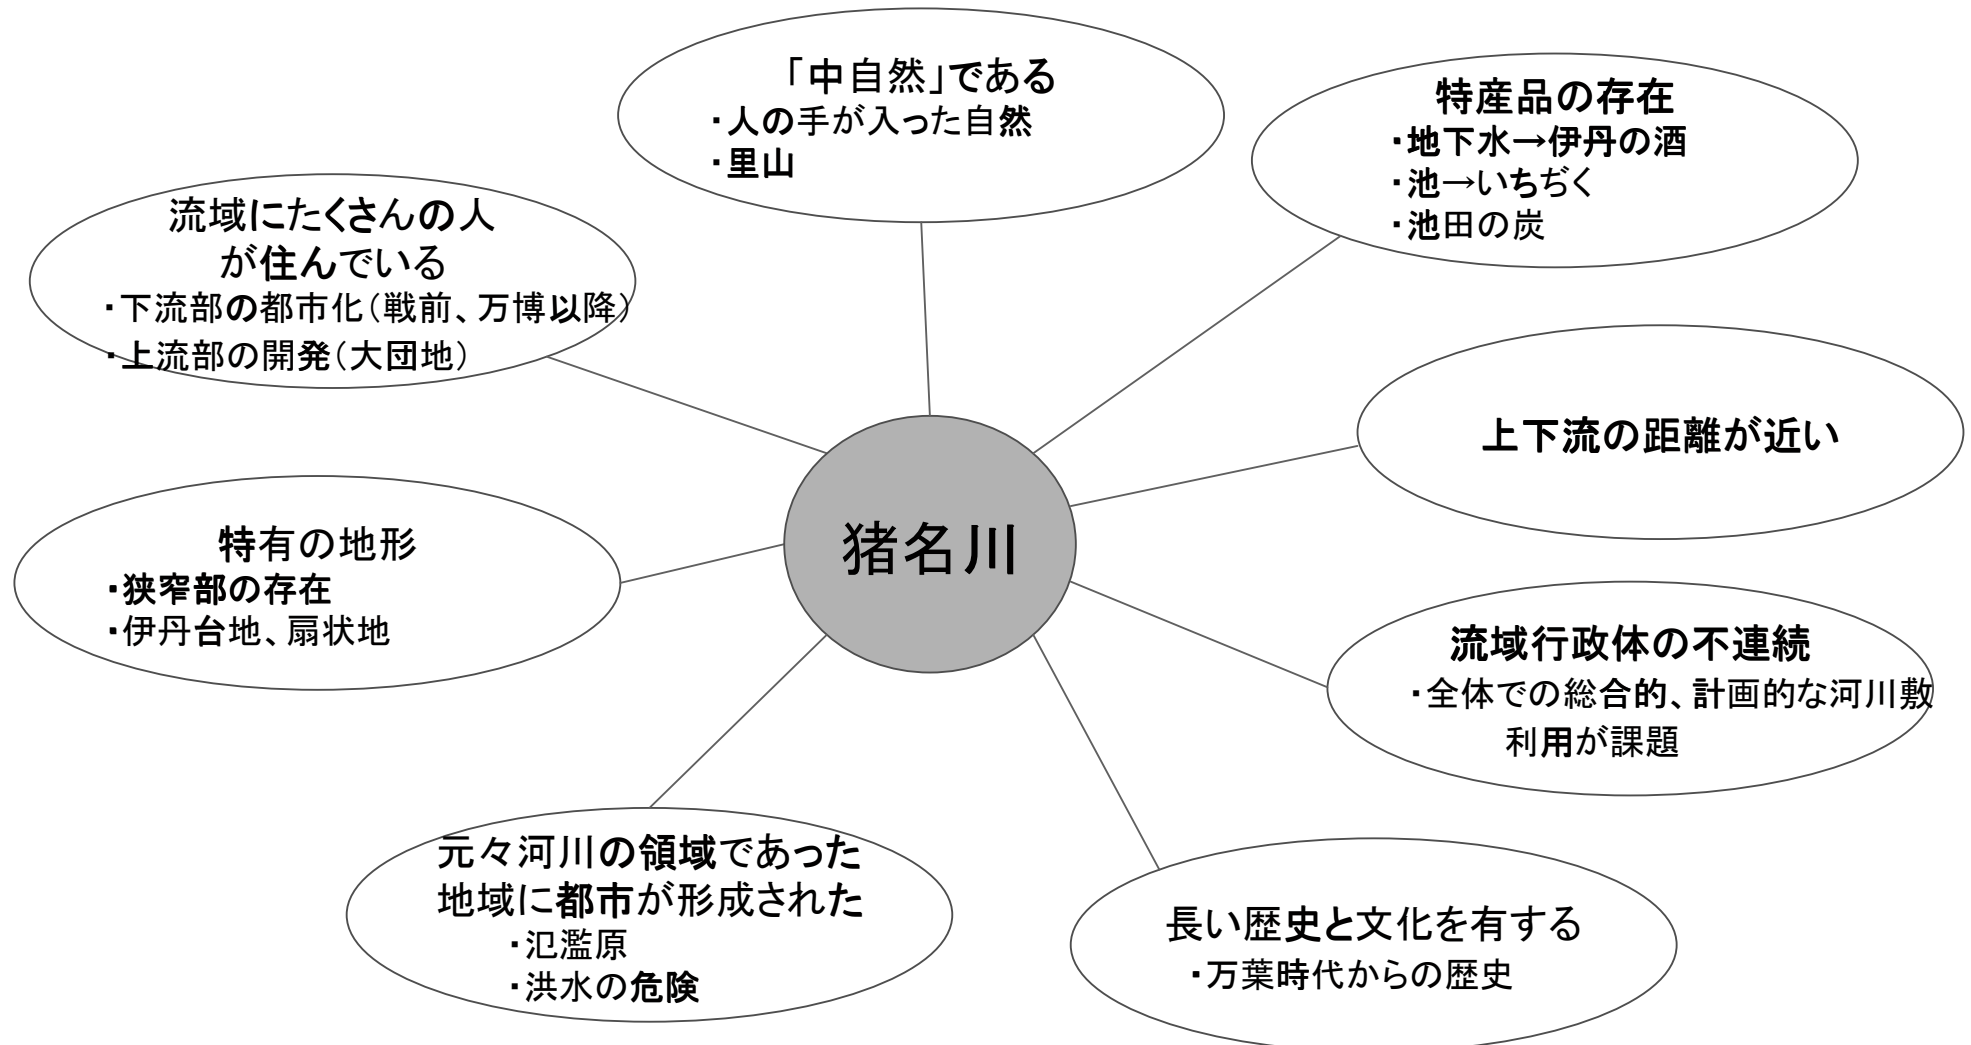 「中自然」である
・人の手が入った自然
・里山
特産品の存在
・地下水→伊丹の酒
・池→いちぢく
・池田の炭
流域にたくさんの人
が住んでいる
・下流部の都市化（戦前、万博以降）
・上流部の開発（大団地）
上下流の距離が近い
猪名川
特有の地形
・狭窄部の存在
・伊丹台地、扇状地
流域行政体の不連続
・全体での総合的、計画的な河川敷
利用が課題
元々河川の領域であった
地域に都市が形成された
・氾濫原
・洪水の危険
長い歴史と文化を有する
・万葉時代からの歴史